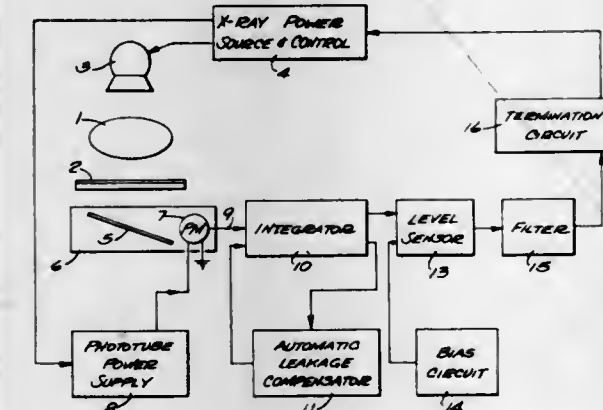 X-RAY POWER
SOURCE & CONTROL
4
3
1
2
16
TERMINATION
CIRCUIT
7
PM
9
5
6
INTEGRATOR
10
LEVEL
SENSOR
13
FILTER
15
PHOTOTUBE
POWER
SUPPLY
8
AUTOMATIC
LEAKAGE
COMPENSATOR
11
BIAS
CIRCUIT
14